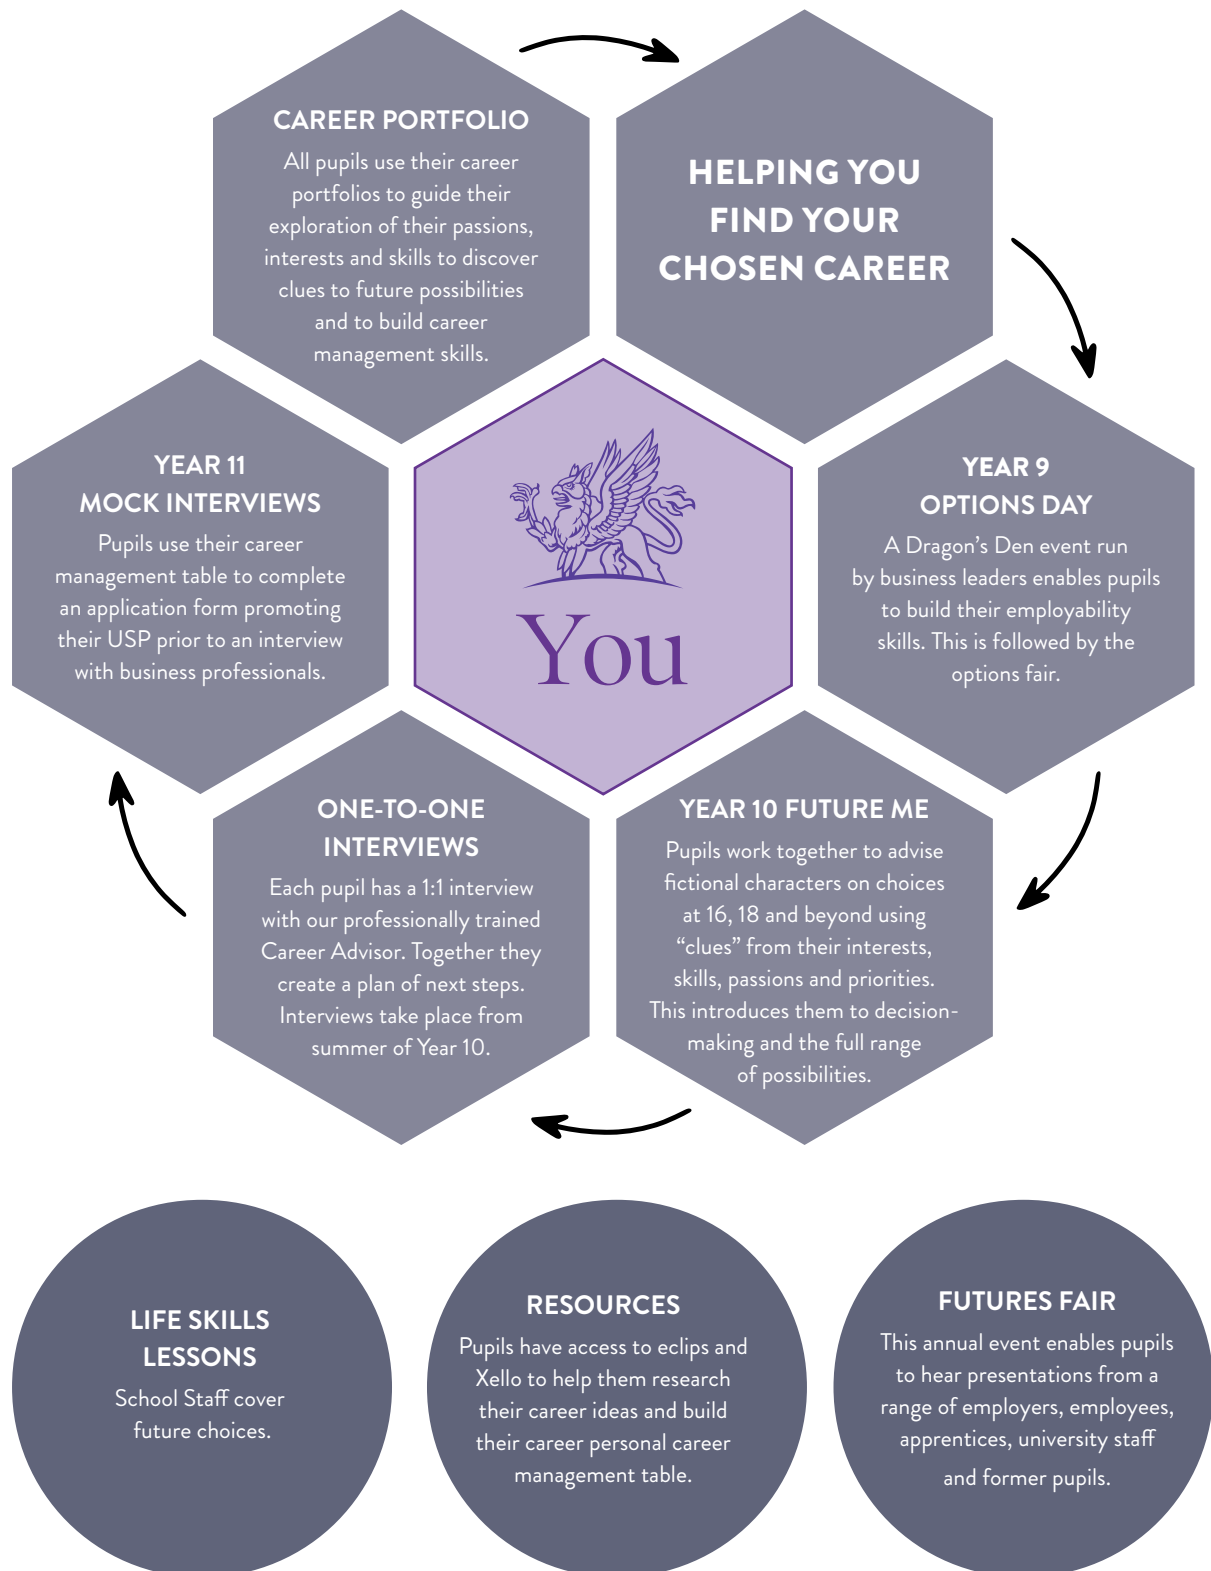 CAREER PORTFOLIO
All pupils use their career
portfolios to guide their
exploration of their passions,
interests and skills to discover
clues to future possibilities
and to build career
management skills.
HELPING YOU
FIND YOUR
CHOSEN CAREER
YEAR 11
MOCK INTERVIEWS
Pupils use their career
management table to complete
an application form promoting
their USP prior to an interview
with business professionals.
You
YEAR 9
OPTIONS DAY
A Dragon’s Den event run
by business leaders enables pupils
to build their employability
skills. This is followed by the
options fair.
ONE-TO-ONE
INTERVIEWS
Each pupil has a 1:1 interview
with our professionally trained
Career Advisor. Together they
create a plan of next steps.
Interviews take place from
summer of Year 10.
YEAR 10 FUTURE ME
Pupils work together to advise
fictional characters on choices
at 16, 18 and beyond using
“clues” from their interests,
skills, passions and priorities.
This introduces them to decision-
making and the full range
of possibilities.
LIFE SKILLS
LESSONS
School Staff cover
future choices.
RESOURCES
Pupils have access to eclips and
Xello to help them research
their career ideas and build
their career personal career
management table.
FUTURES FAIR
This annual event enables pupils
to hear presentations from a
range of employers, employees,
apprentices, university staff
and former pupils.